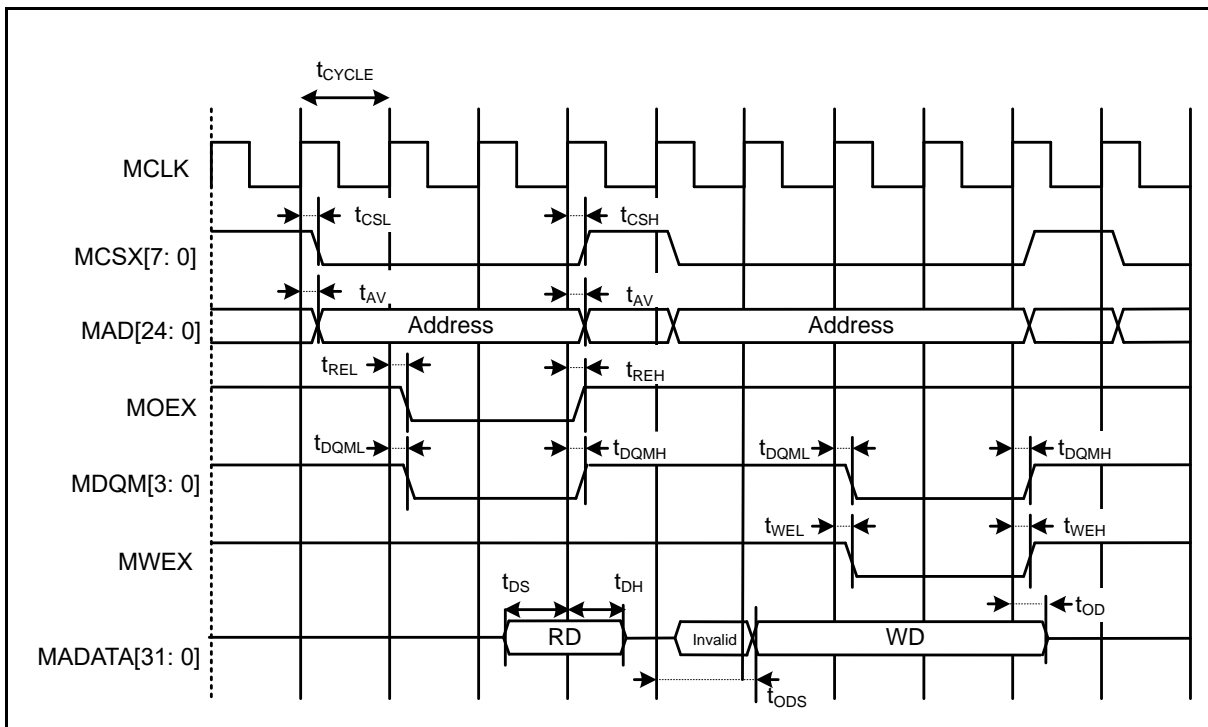 tCYCLE
MCLK
tCSL tCSH
MCSX[7: 0]
tAV tAV
MAD[24: 0] Address Address
tREL tREH
MOEX
tDQML tDQMH tDQML tDQMH
MDQM[3: 0]
tWEL tWEH
MWEX
tDS tDH
tOD
RD Invalid WD
MADATA[31: 0]
tODS